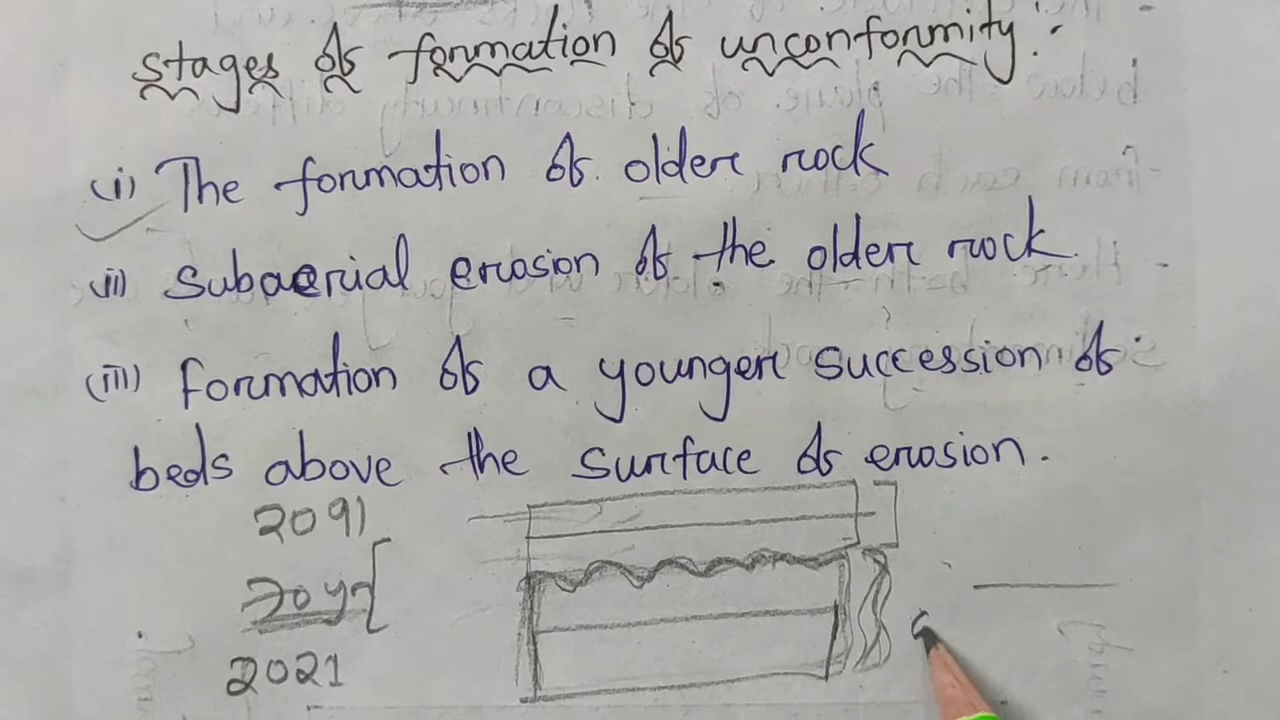 stages of formation of unconformity :-
(i) The formation of older rock
(ii) Subaerial erosion of the older rock.
(iii) Formation of a younger succession of
beds above the surface of erosion.
2091
2021